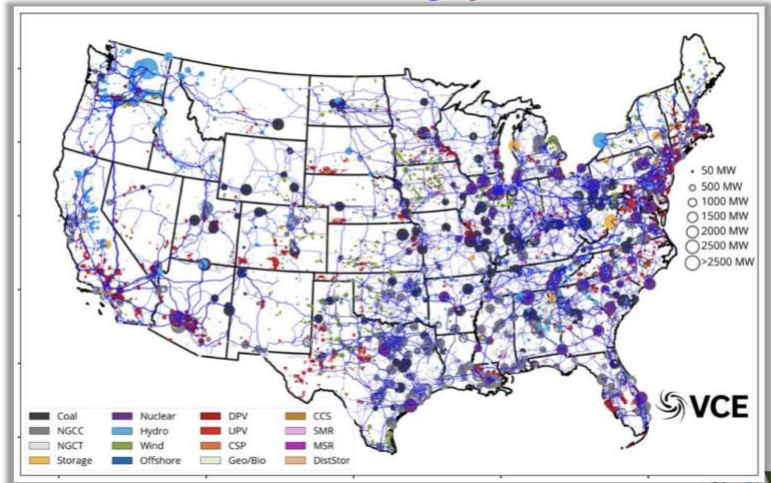 50 MW
500 MW
1000 MW
1500 MW
2000 MW
2500 MW
>2500 MW
VCE
Coal Nuclear DPV CCS
NGCC Hydro UPV SMR
NGCT Wind CSP MSR
Storage Offshore Geo/Bio DistStor